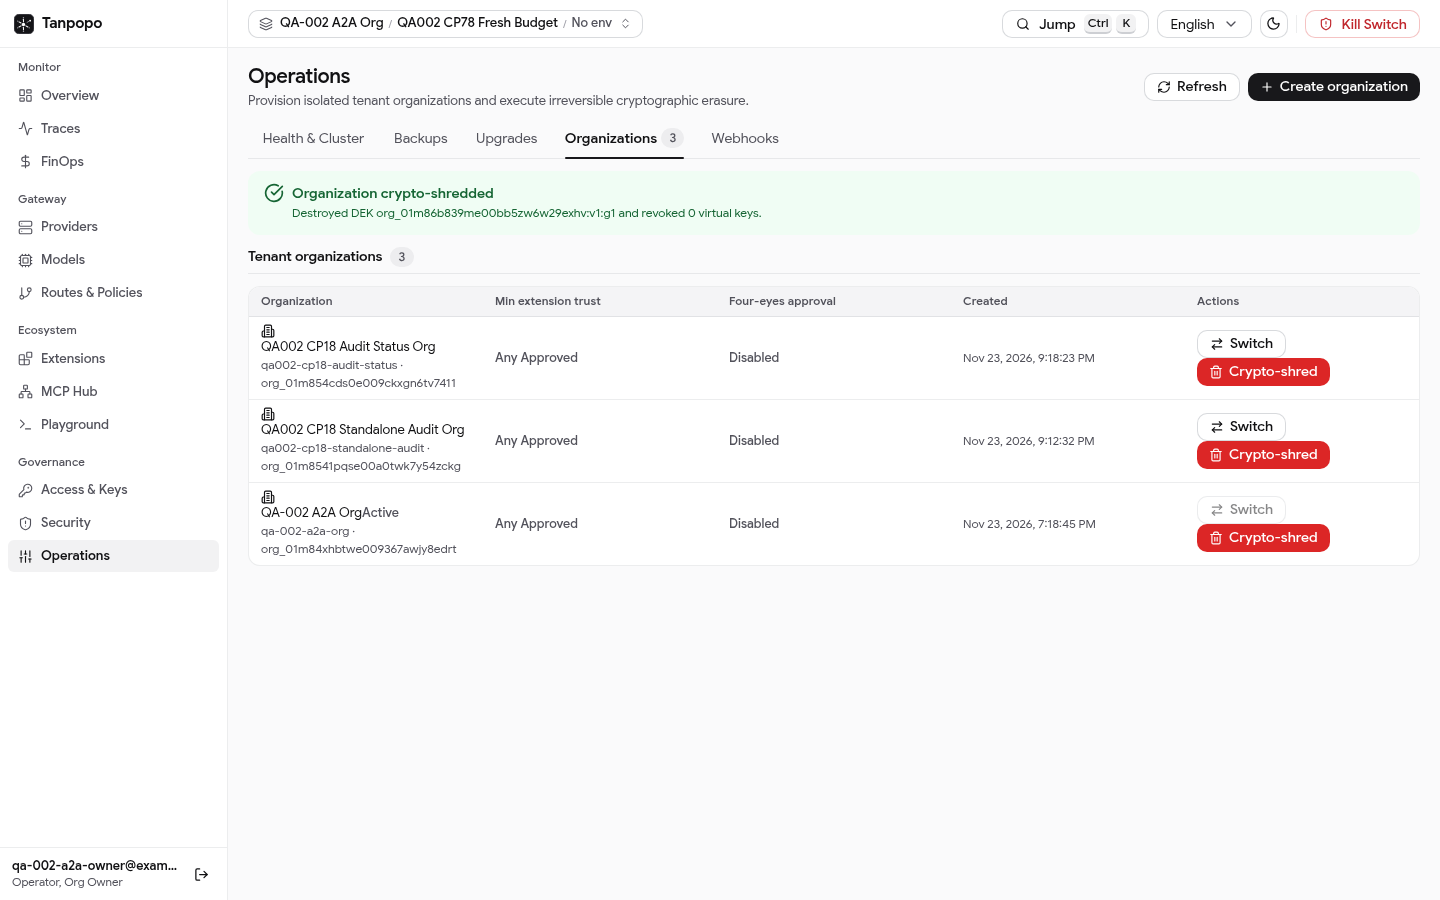 Tanpopo
QA-002 A2A Org / QA002 CP78 Fresh Budget / No env
Jump Ctrl K
English
Kill Switch
Monitor
Overview
Traces
FinOps
Gateway
Providers
Models
Routes & Policies
Ecosystem
Extensions
MCP Hub
Playground
Governance
Access & Keys
Security
Operations
qa-002-a2a-owner@exam...
Operator, Org Owner
Operations
Provision isolated tenant organizations and execute irreversible cryptographic erasure.
Refresh
Create organization
Health & Cluster Backups Upgrades Organizations 3 Webhooks
Organization crypto-shredded
Destroyed DEK org_01m86b839me00bb5zw6w29exhv:v1:g1 and revoked 0 virtual keys.
Tenant organizations 3
Organization Min extension trust Four-eyes approval Created Actions
QA002 CP18 Audit Status Org
qa002-cp18-audit-status ·
org_01m854cds0e009ckxgn6tv7411
Any Approved
Disabled
Nov 23, 2026, 9:18:23 PM
Switch
Crypto-shred
QA002 CP18 Standalone Audit Org
qa002-cp18-standalone-audit ·
org_01m8541pqse00a0twk7y54zckg
Any Approved
Disabled
Nov 23, 2026, 9:12:32 PM
Switch
Crypto-shred
QA-002 A2A OrgActive
qa-002-a2a-org ·
org_01m84xhbtwe009367awjy8edrt
Any Approved
Disabled
Nov 23, 2026, 7:18:45 PM
Switch
Crypto-shred